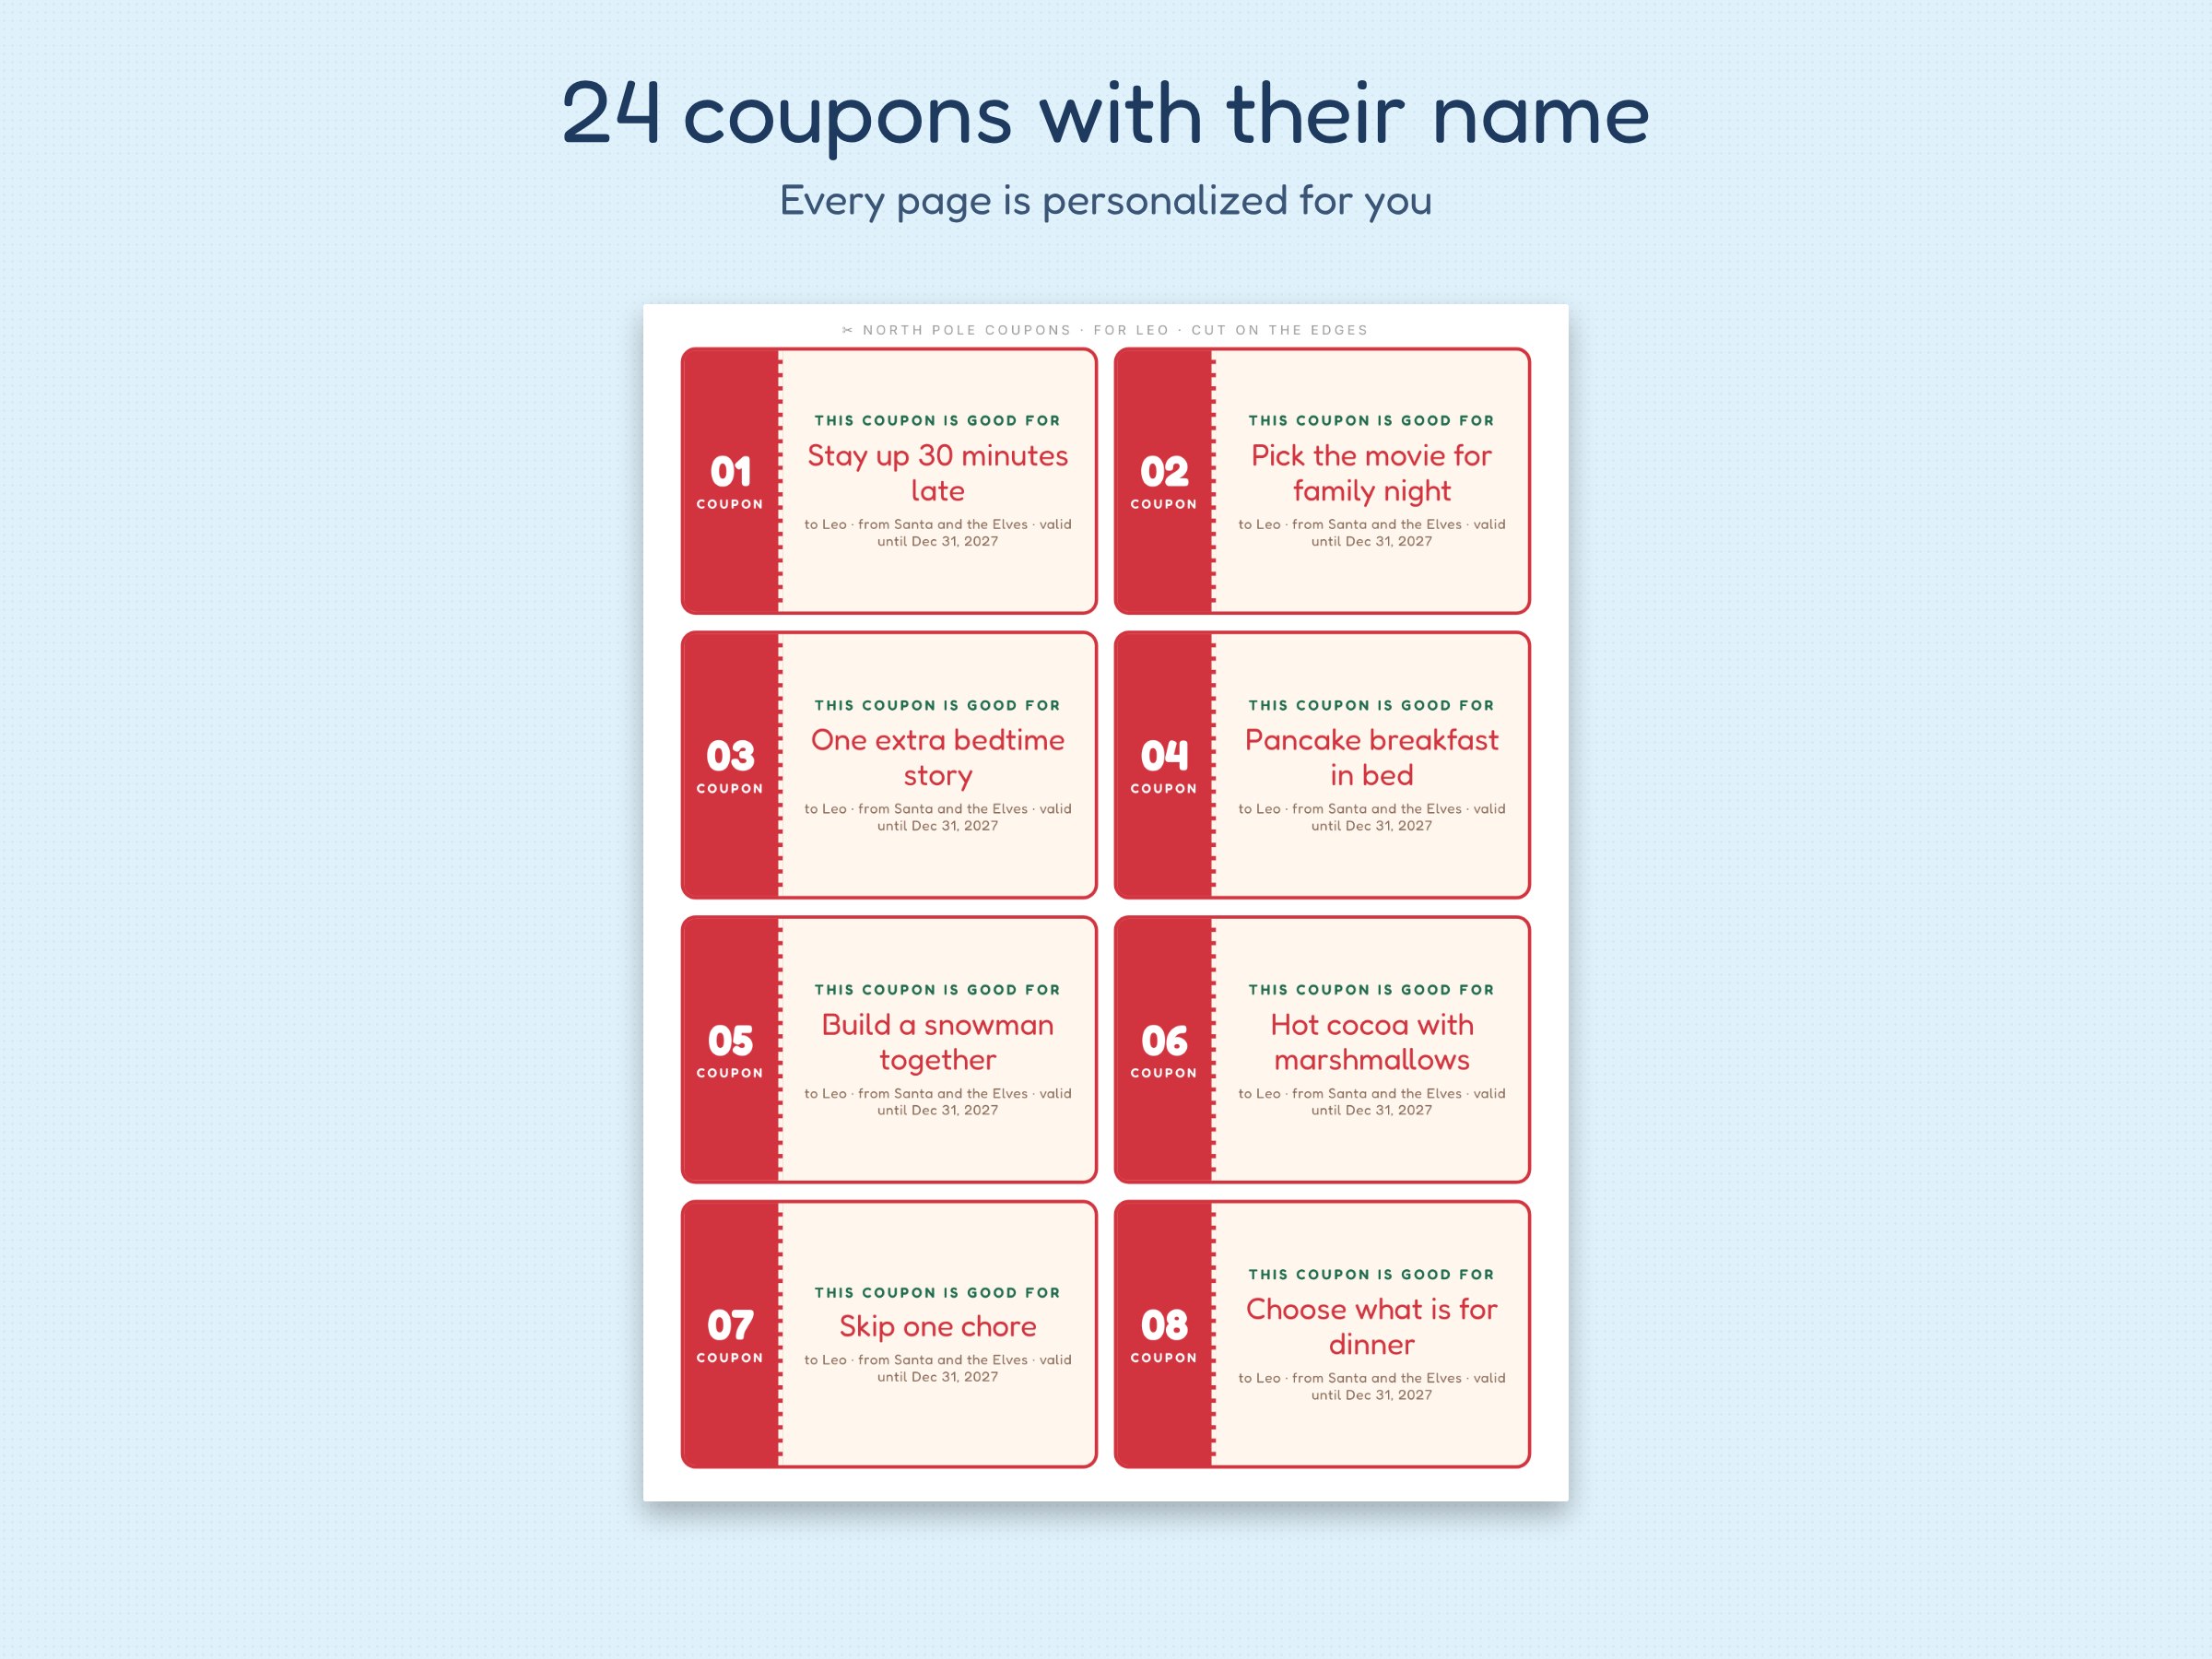 24 coupons with their name
Every page is personalized for you
✂ NORTH POLE COUPONS · FOR LEO · CUT ON THE EDGES
01
COUPON
THIS COUPON IS GOOD FOR
Stay up 30 minutes
late
to Leo · from Santa and the Elves · valid
until Dec 31, 2027
02
COUPON
THIS COUPON IS GOOD FOR
Pick the movie for
family night
to Leo · from Santa and the Elves · valid
until Dec 31, 2027
03
COUPON
THIS COUPON IS GOOD FOR
One extra bedtime
story
to Leo · from Santa and the Elves · valid
until Dec 31, 2027
04
COUPON
THIS COUPON IS GOOD FOR
Pancake breakfast
in bed
to Leo · from Santa and the Elves · valid
until Dec 31, 2027
05
COUPON
THIS COUPON IS GOOD FOR
Build a snowman
together
to Leo · from Santa and the Elves · valid
until Dec 31, 2027
06
COUPON
THIS COUPON IS GOOD FOR
Hot cocoa with
marshmallows
to Leo · from Santa and the Elves · valid
until Dec 31, 2027
07
COUPON
THIS COUPON IS GOOD FOR
Skip one chore
to Leo · from Santa and the Elves · valid
until Dec 31, 2027
08
COUPON
THIS COUPON IS GOOD FOR
Choose what is for
dinner
to Leo · from Santa and the Elves · valid
until Dec 31, 2027